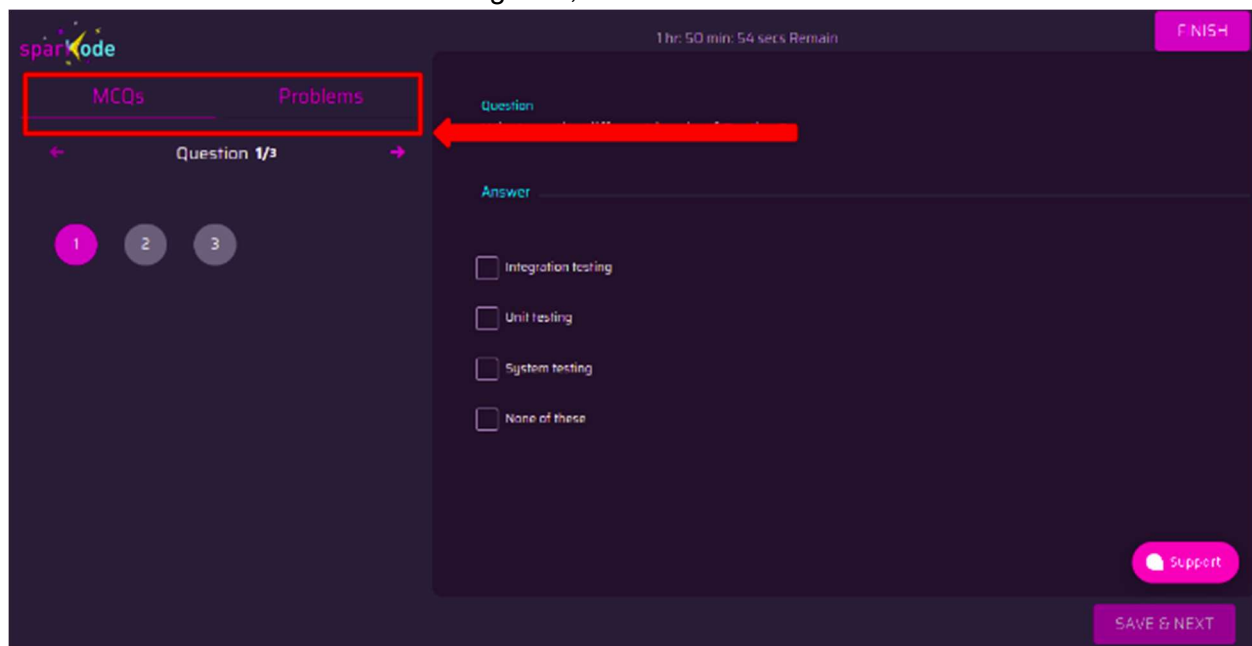 sparkode
1 hr: 50 min: 54 secs Remain
FINISH
MCQs Problems
← Question 1/3 →
1 2 3
Question
Answer
Integration testing
Unit testing
System testing
None of these
Support
SAVE & NEXT